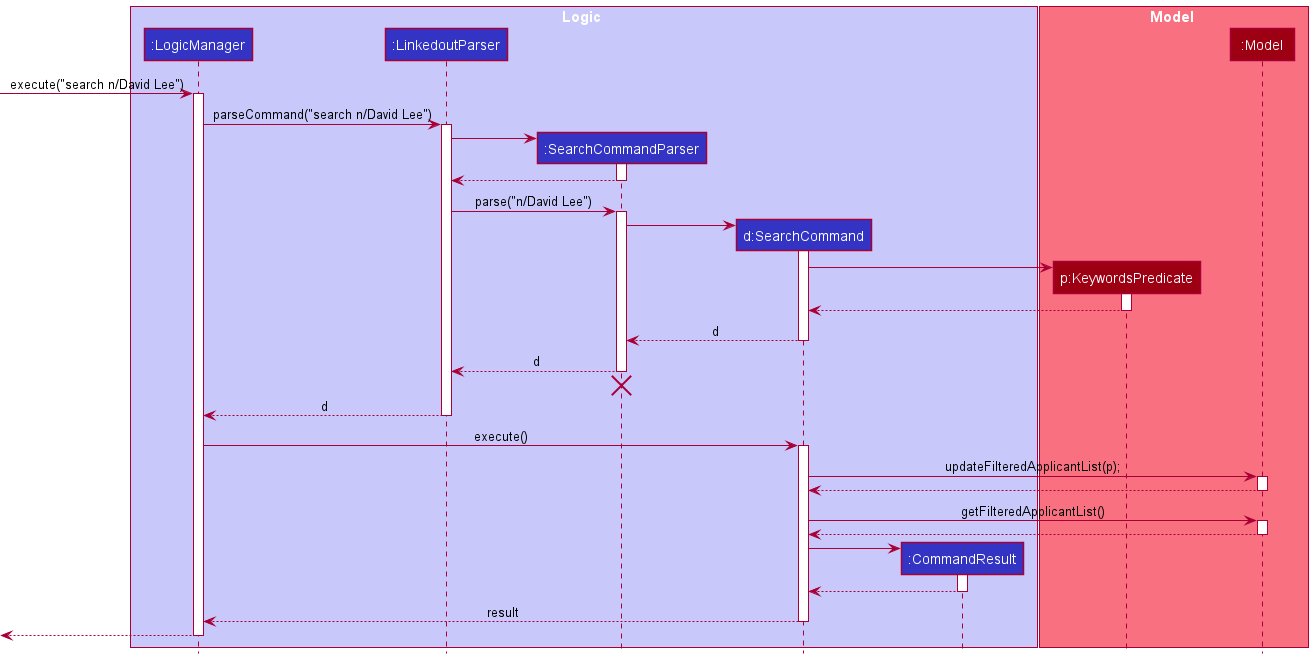 Logic
Model
:LogicManager
:LinkedoutParser
:Model
execute("search n/David Lee")
parseCommand("search n/David Lee")
:SearchCommandParser
parse("n/David Lee")
d:SearchCommand
p:KeywordsPredicate
d
d
d
execute()
updateFilteredApplicantList(p);
getFilteredApplicantList()
:CommandResult
result